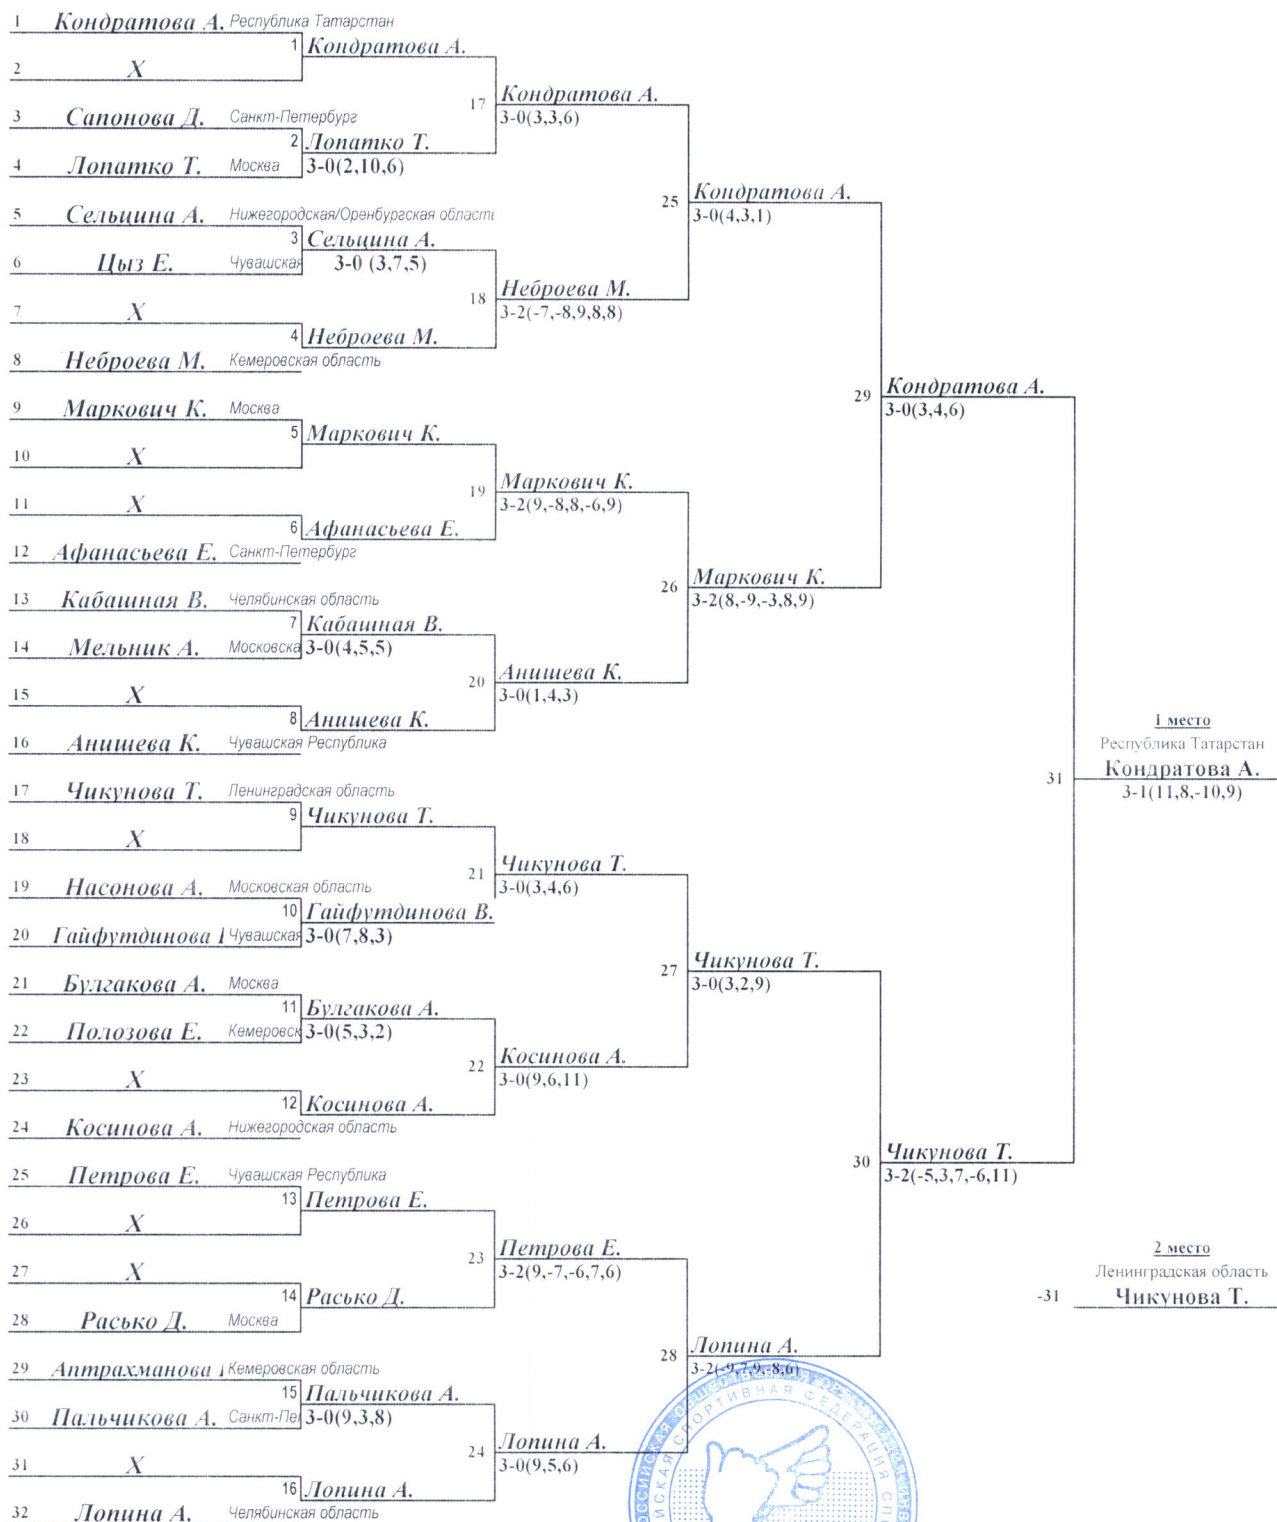 1 Кондратова А. Республика Татарстан
1 Кондратова А.
2 X
17 Кондратова А.
3-0(3,3,6)
3 Сапонова Д. Санкт-Петербург
2 Лопатко Т.
4 Лопатко Т. Москва 3-0(2,10,6)
25 Кондратова А.
3-0(4,3,1)
5 Сельцина А. Нижегородская/Оренбургская област
3 Сельцина А.
6 Цыз Е. Чувашская 3-0 (3,7,5)
18 Неброева М.
3-2(-7,-8,9,8,8)
7 X
4 Неброева М.
8 Неброева М. Кемеровская область
29 Кондратова А.
3-0(3,4,6)
9 Маркович К. Москва
5 Маркович К.
10 X
19 Маркович К.
3-2(9,-8,8,-6,9)
11 X
6 Афанасьева Е.
12 Афанасьева Е. Санкт-Петербург
26 Маркович К.
3-2(8,-9,-3,8,9)
13 Кабашная В. Челябинская область
7 Кабашная В.
14 Мельник А. Московска 3-0(4,5,5)
20 Анишева К.
3-0(1,4,3)
15 X
8 Анишева К.
16 Анишева К. Чувашская Республика
1 место
Республика Татарстан
31 Кондратова А.
3-1(11,8,-10,9)
17 Чикунова Т. Ленинградская область
9 Чикунова Т.
18 X
21 Чикунова Т.
3-0(3,4,6)
19 Насонова А. Московская область
10 Гайфутдинова В.
20 Гайфутдинова Чувашская 3-0(7,8,3)
27 Чикунова Т.
3-0(3,2,9)
21 Булгакова А. Москва
11 Булгакова А.
22 Полозова Е. Кемеровск 3-0(5,3,2)
22 Косинова А.
3-0(9,6,11)
23 X
12 Косинова А.
24 Косинова А. Нижегородская область
30 Чикунова Т.
3-2(-5,3,7,-6,11)
25 Петрова Е. Чувашская Республика
13 Петрова Е.
26 X
23 Петрова Е.
3-2(9,-7,-6,7,6)
2 место
Ленинградская область
-31 Чикунова Т.
27 X
14 Расько Д.
28 Расько Д. Москва
28 Лопина А.
3-2(-9,7,9,-8,6)
29 Аптрахманова Кемеровская область
15 Пальчикова А.
30 Пальчикова А. Санкт-Пе 3-0(9,3,8)
24 Лопина А.
3-0(9,5,6)
31 X
16 Лопина А.
32 Лопина А. Челябинская область
СПОРТИВНАЯ ФЕДЕРАЦИЯ